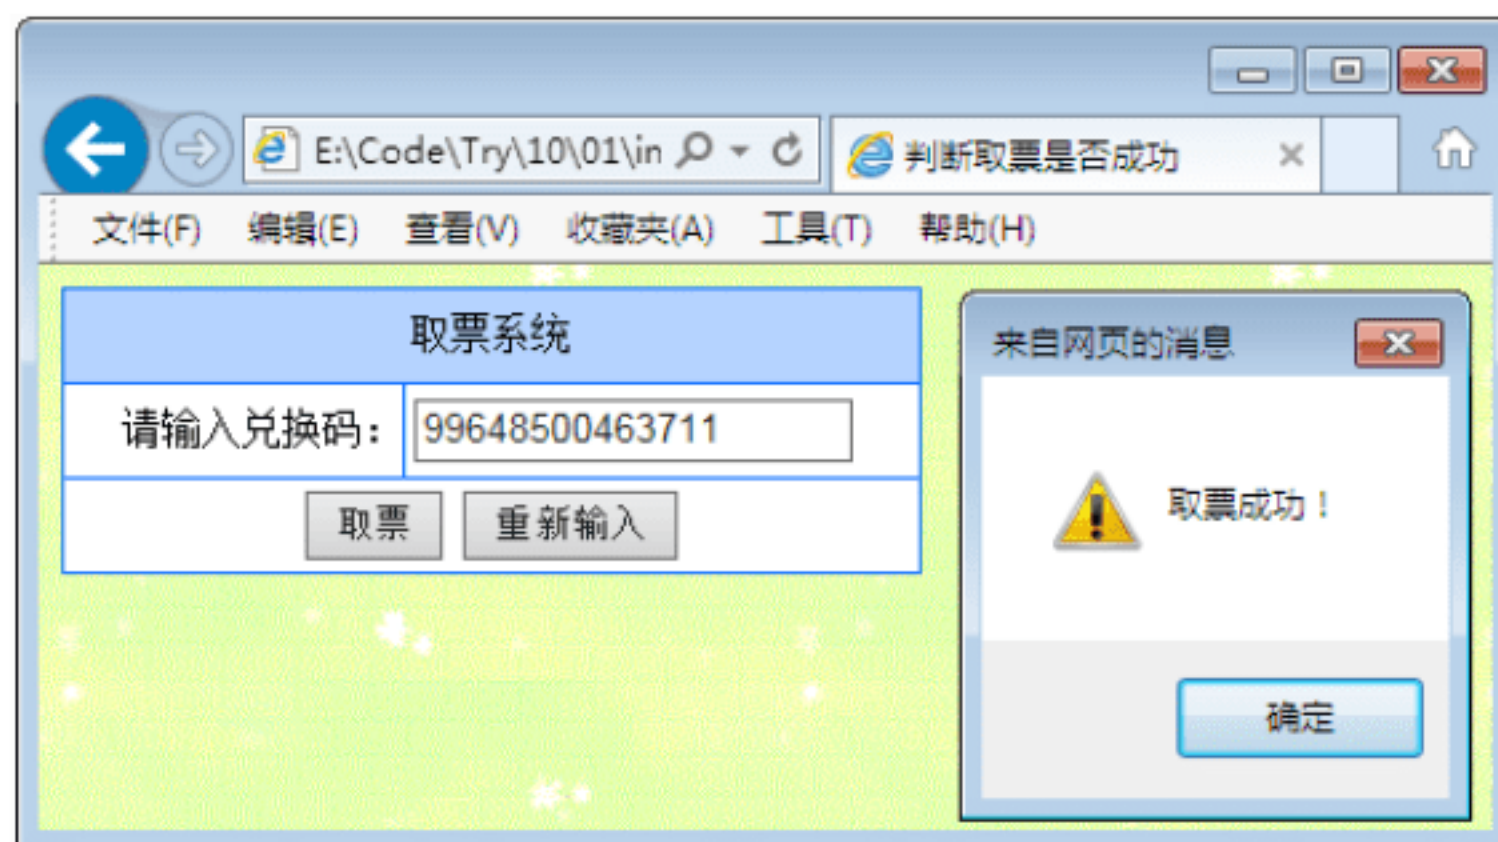 E:\Code\Try\10\01\in
判断取票是否成功
文件(F) 编辑(E) 查看(V) 收藏夹(A) 工具(T) 帮助(H)
取票系统
请输入兑换码：
99648500463711
取票 重新输入
来自网页的消息
取票成功！
确定